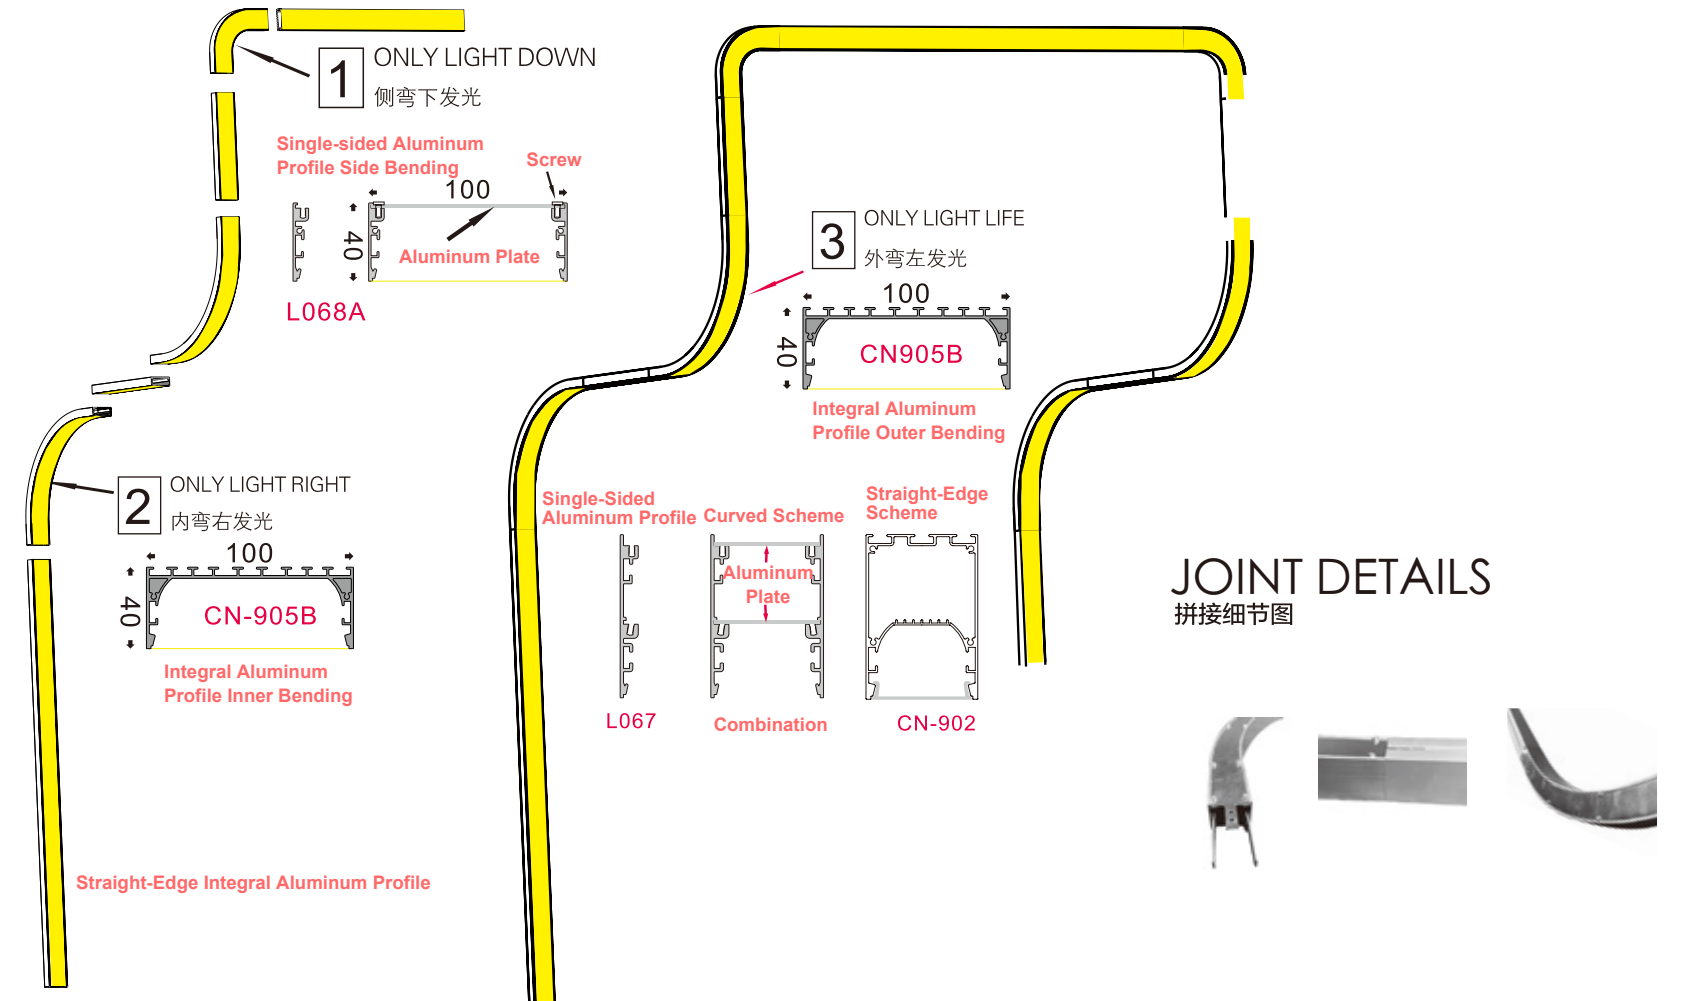 1
ONLY LIGHT DOWN
侧弯下发光
Single-sided Aluminum
Profile Side Bending
Screw
100
40
Aluminum Plate
L068A
2
ONLY LIGHT RIGHT
内弯右发光
100
40
CN-905B
Integral Aluminum
Profile Inner Bending
Straight-Edge Integral Aluminum Profile
3
ONLY LIGHT LIFE
外弯左发光
100
40
CN905B
Integral Aluminum
Profile Outer Bending
Single-Sided
Aluminum Profile
L067
Curved Scheme
Aluminum
Plate
Combination
Straight-Edge
Scheme
CN-902
JOINT DETAILS
拼接细节图